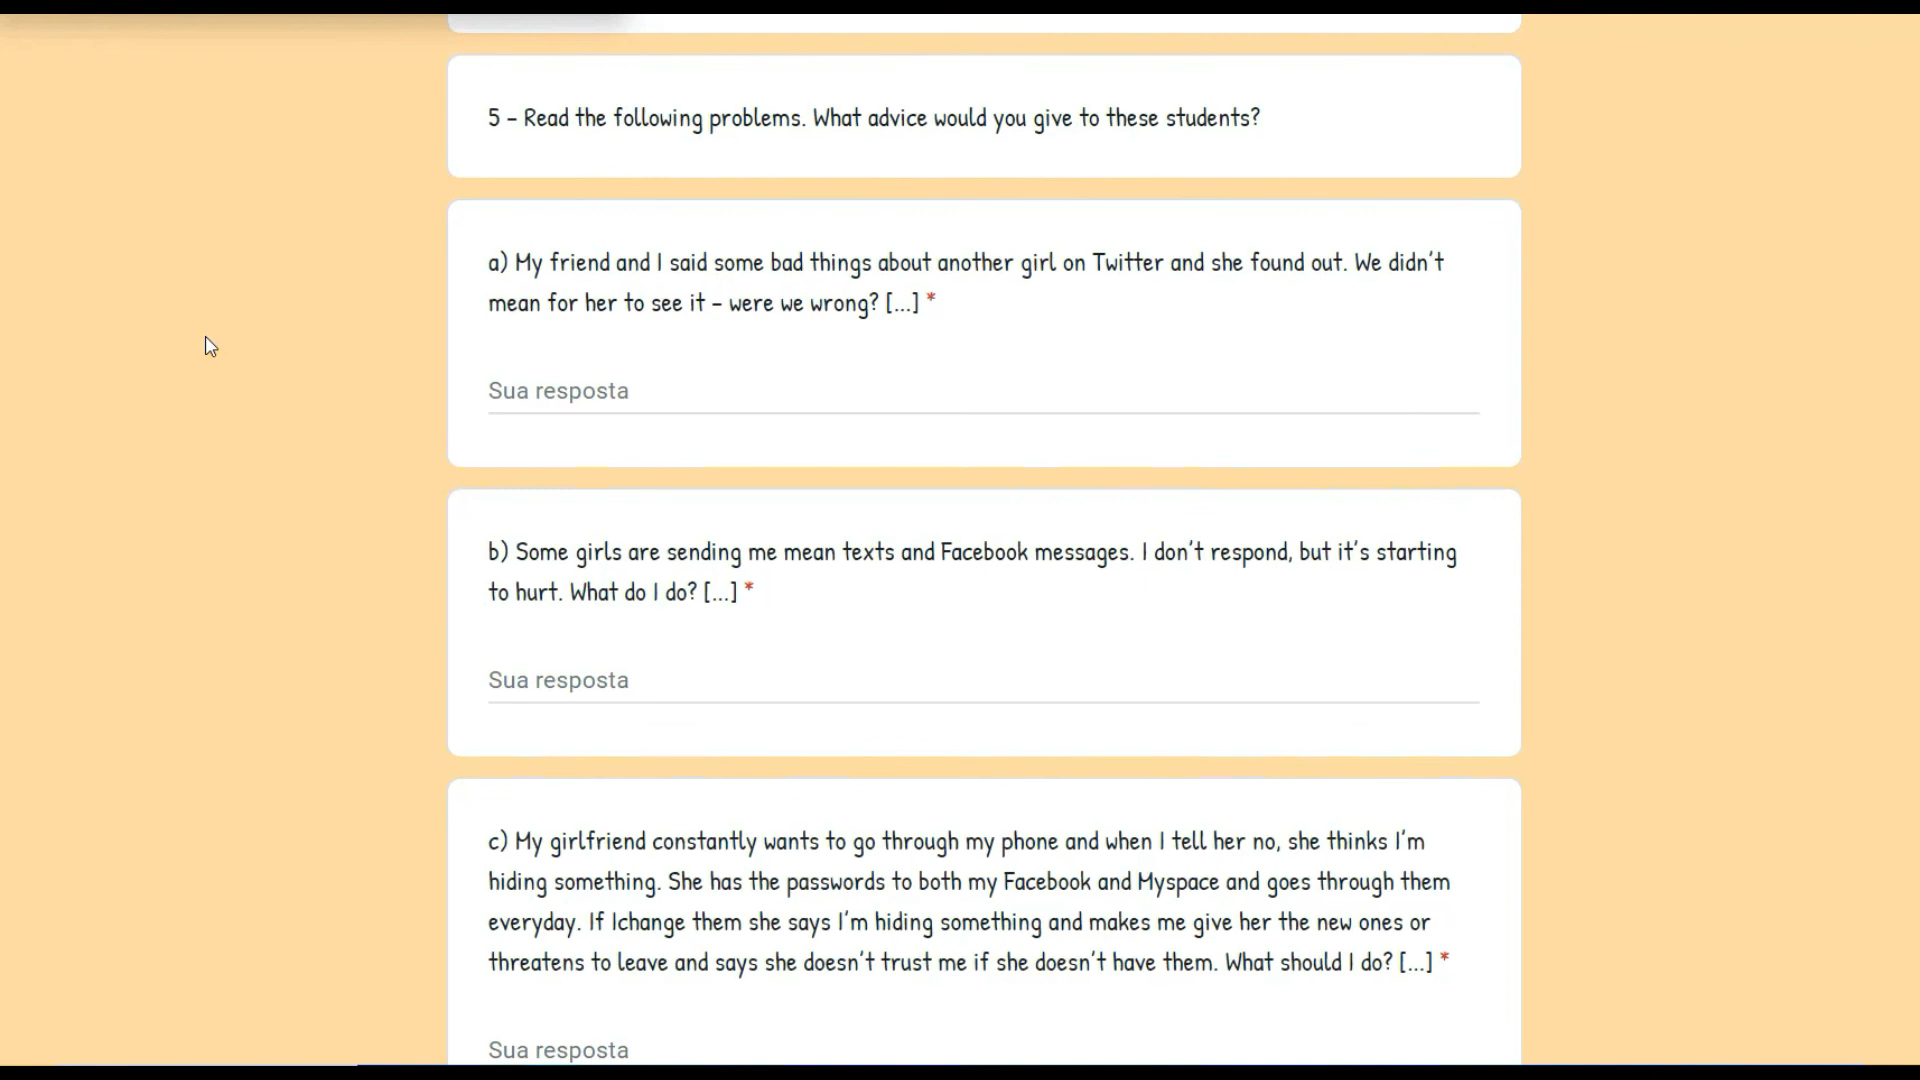 5 - Read the following problems. What advice would you give to these students?
a) My friend and I said some bad things about another girl on Twitter and she found out. We didn't
mean for her to see it - were we wrong? [...] *
Sua resposta
b) Some girls are sending me mean texts and Facebook messages. I don't respond, but it's starting
to hurt. What do I do? [...] *
Sua resposta
c) My girlfriend constantly wants to go through my phone and when I tell her no, she thinks I'm
hiding something. She has the passwords to both my Facebook and Myspace and goes through them
everyday. If Ichange them she says I'm hiding something and makes me give her the new ones or
threatens to leave and says she doesn't trust me if she doesn't have them. What should I do? [...] *
Sua resposta